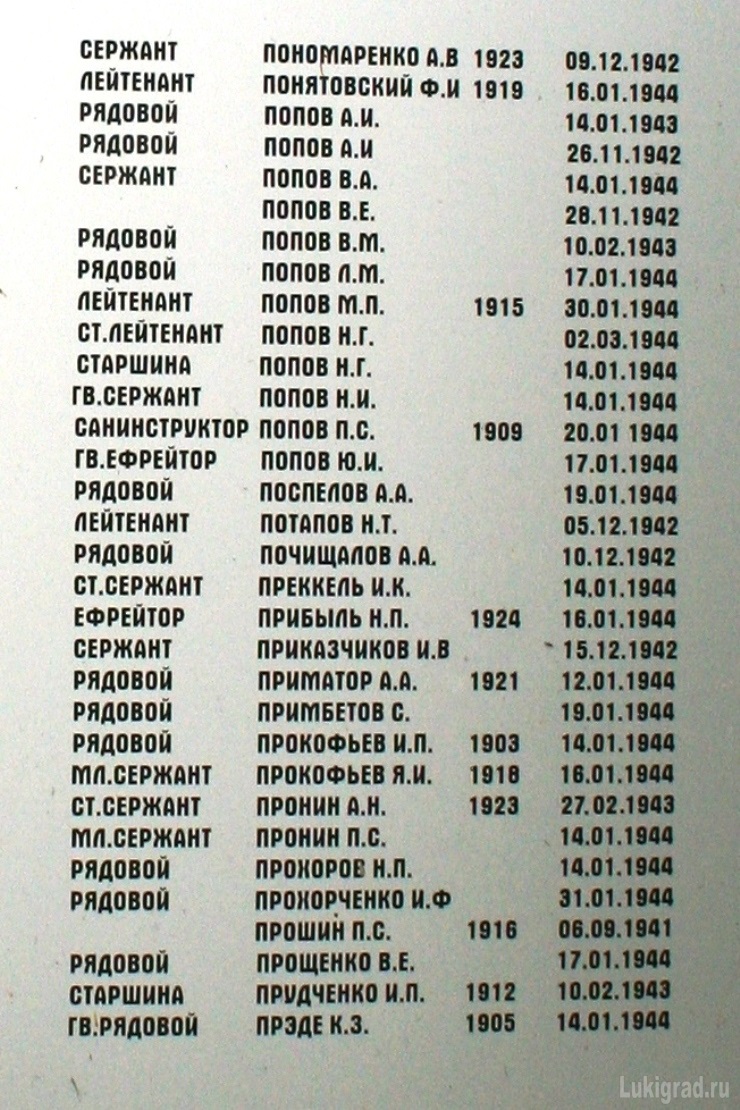 СЕРЖАНТ ПОНОМАРЕНКО А.В 1923 09.12.1942
ЛЕЙТЕНАНТ ПОНЯТОВСКИЙ Ф.И 1919 16.01.1944
РЯДОВОЙ ПОПОВ А.И. 14.01.1943
РЯДОВОЙ ПОПОВ А.И 26.11.1942
СЕРЖАНТ ПОПОВ В.А. 14.01.1944
ПОПОВ В.Е. 28.11.1942
РЯДОВОЙ ПОПОВ В.М. 10.02.1943
РЯДОВОЙ ПОПОВ Л.М. 17.01.1944
ЛЕЙТЕНАНТ ПОПОВ М.П. 1915 30.01.1944
СТ.ЛЕЙТЕНАНТ ПОПОВ Н.Г. 02.03.1944
СТАРШИНА ПОПОВ Н.Г. 14.01.1944
ГВ.СЕРЖАНТ ПОПОВ Н.И. 14.01.1944
САНИНСТРУКТОР ПОПОВ П.С. 1909 20.01 1944
ГВ.ЕФРЕЙТОР ПОПОВ Ю.И. 17.01.1944
РЯДОВОЙ ПОСПЕЛОВ А.А. 19.01.1944
ЛЕЙТЕНАНТ ПОТАПОВ Н.Т. 05.12.1942
РЯДОВОЙ ПОЧИЩАЛОВ А.А. 10.12.1942
СТ.СЕРЖАНТ ПРЕККЕЛЬ И.К. 14.01.1944
ЕФРЕЙТОР ПРИБЫЛЬ Н.П. 1924 16.01.1944
СЕРЖАНТ ПРИКАЗЧИКОВ И.В 15.12.1942
РЯДОВОЙ ПРИМАТОР А.А. 1921 12.01.1944
РЯДОВОЙ ПРИМБЕТОВ С. 19.01.1944
РЯДОВОЙ ПРОКОФЬЕВ И.П. 1903 14.01.1944
МЛ.СЕРЖАНТ ПРОКОФЬЕВ Я.И. 1918 16.01.1944
СТ.СЕРЖАНТ ПРОНИН А.Н. 1923 27.02.1943
МЛ.СЕРЖАНТ ПРОНИН П.С. 14.01.1944
РЯДОВОЙ ПРОХОРОВ Н.П. 14.01.1944
РЯДОВОЙ ПРОХОРЧЕНКО И.Ф 31.01.1944
ПРОШИН П.С. 1916 06.09.1941
РЯДОВОЙ ПРОЩЕНКО В.Е. 17.01.1944
СТАРШИНА ПРУДЧЕНКО И.П. 1912 10.02.1943
ГВ.РЯДОВОЙ ПРЭДЕ К.З. 1905 14.01.1944
Lukigrad.ru